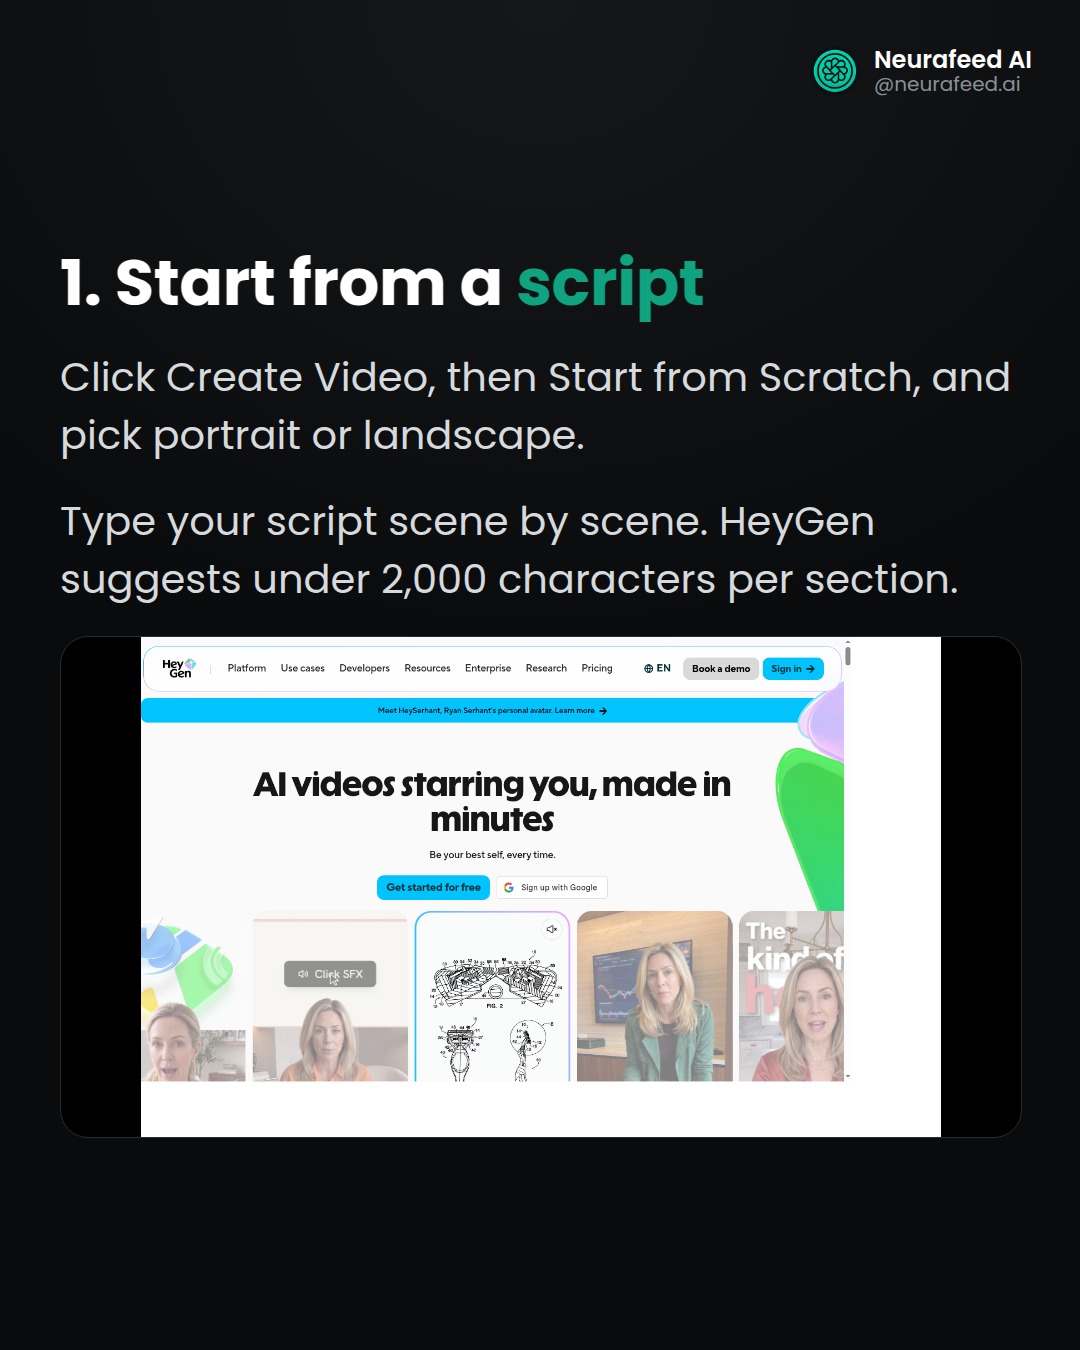 Neurafeed AI
@neurafeed.ai
1. Start from a script
Click Create Video, then Start from Scratch, and
pick portrait or landscape.
Type your script scene by scene. HeyGen
suggests under 2,000 characters per section.
Hey
Gen
Platform Use cases Developers Resources Enterprise Research Pricing EN Book a demo Sign in →
Meet HeySerhant, Ryan Serhant's personal avatar. Learn more →
AI videos starring you, made in
minutes
Be your best self, every time.
Get started for free Sign up with Google
The
kind of
Click SFX
FIG. 2